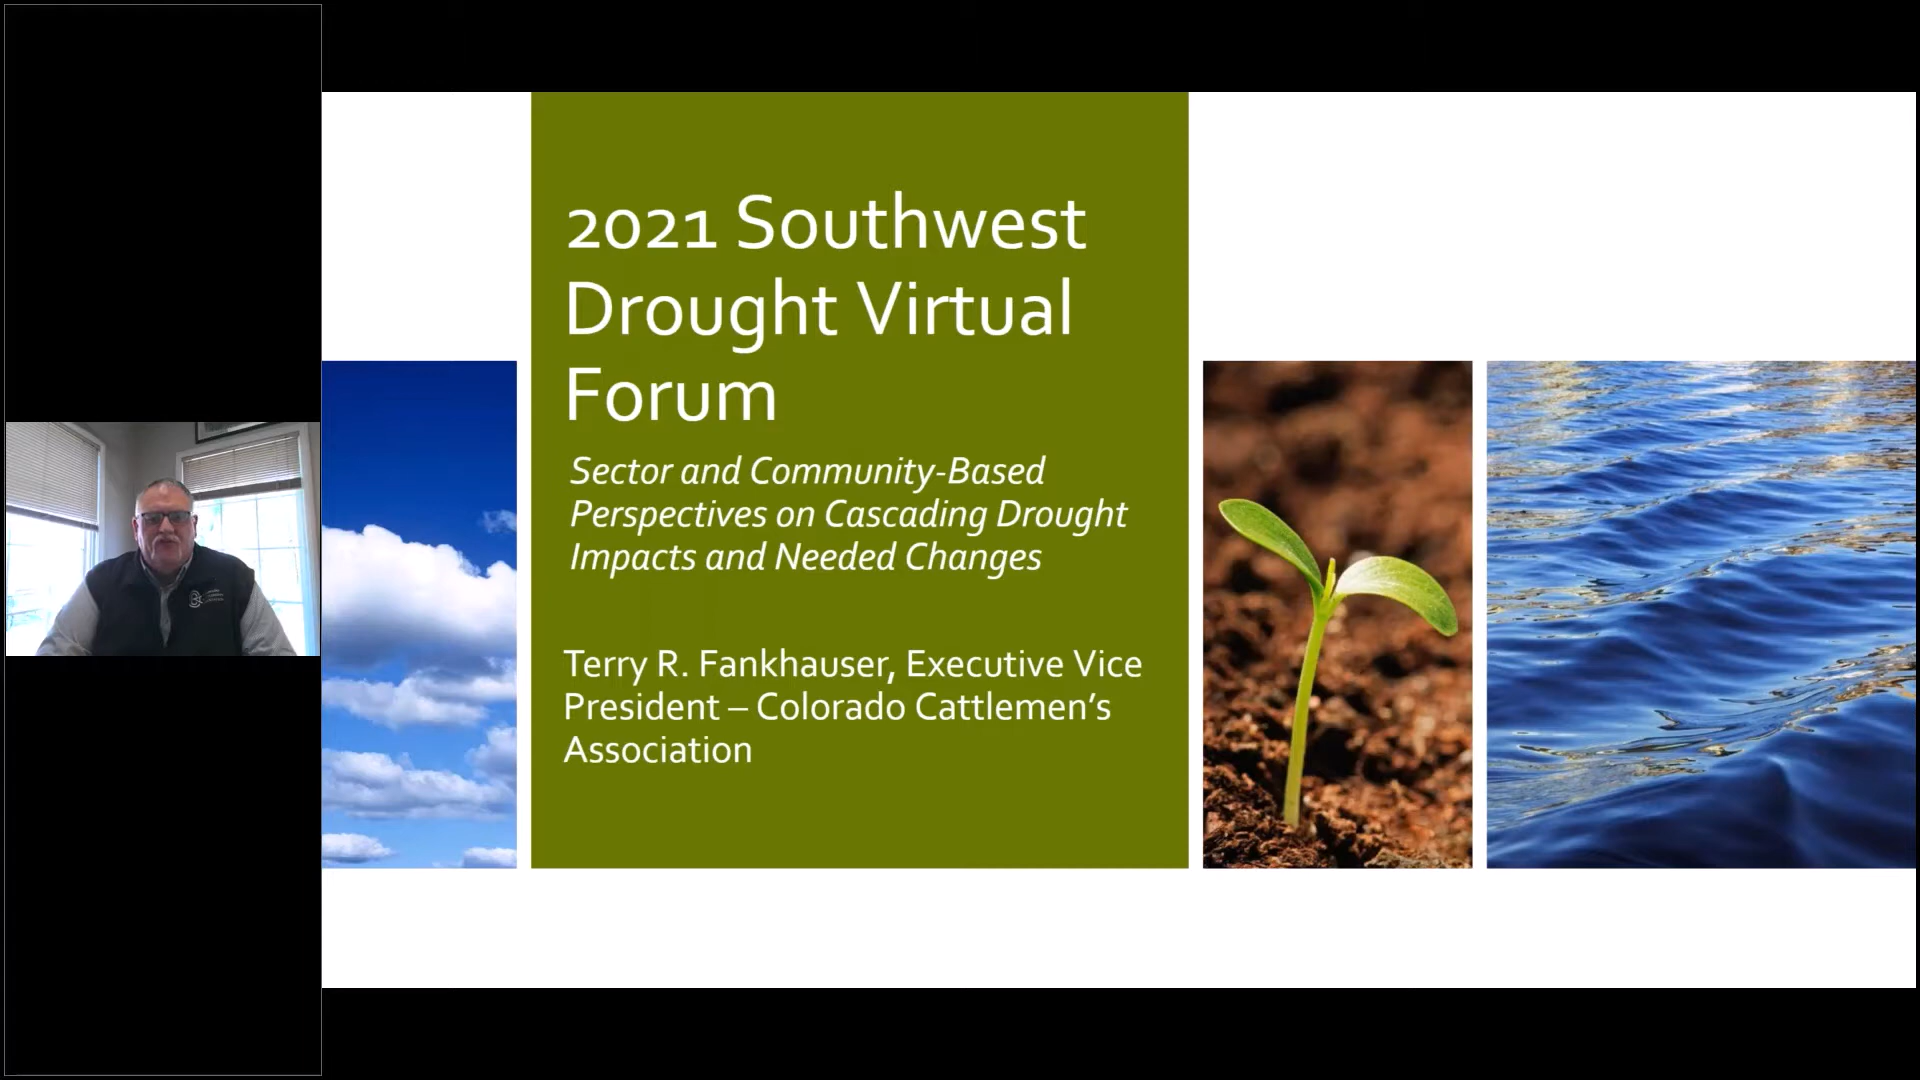 2021 Southwest
Drought Virtual
Forum
Sector and Community-Based
Perspectives on Cascading Drought
Impacts and Needed Changes
Terry R. Fankhauser, Executive Vice
President – Colorado Cattlemen’s
Association